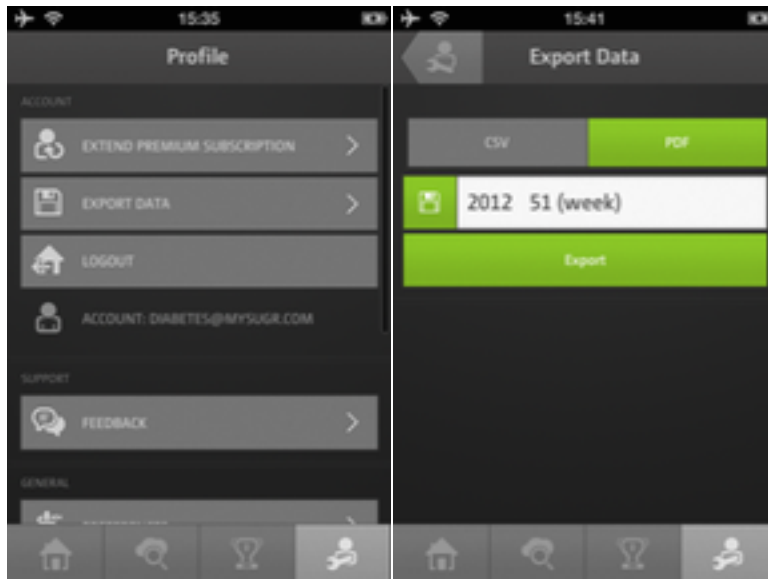 15:35
Profile
ACCOUNT
EXTEND PREMIUM SUBSCRIPTION
EXPORT DATA
LOGOUT
ACCOUNT: DIABETES@MYSUGR.COM
SUPPORT
FEEDBACK
GENERAL
15:41
Export Data
CSV
PDF
2012 51 (week)
Export